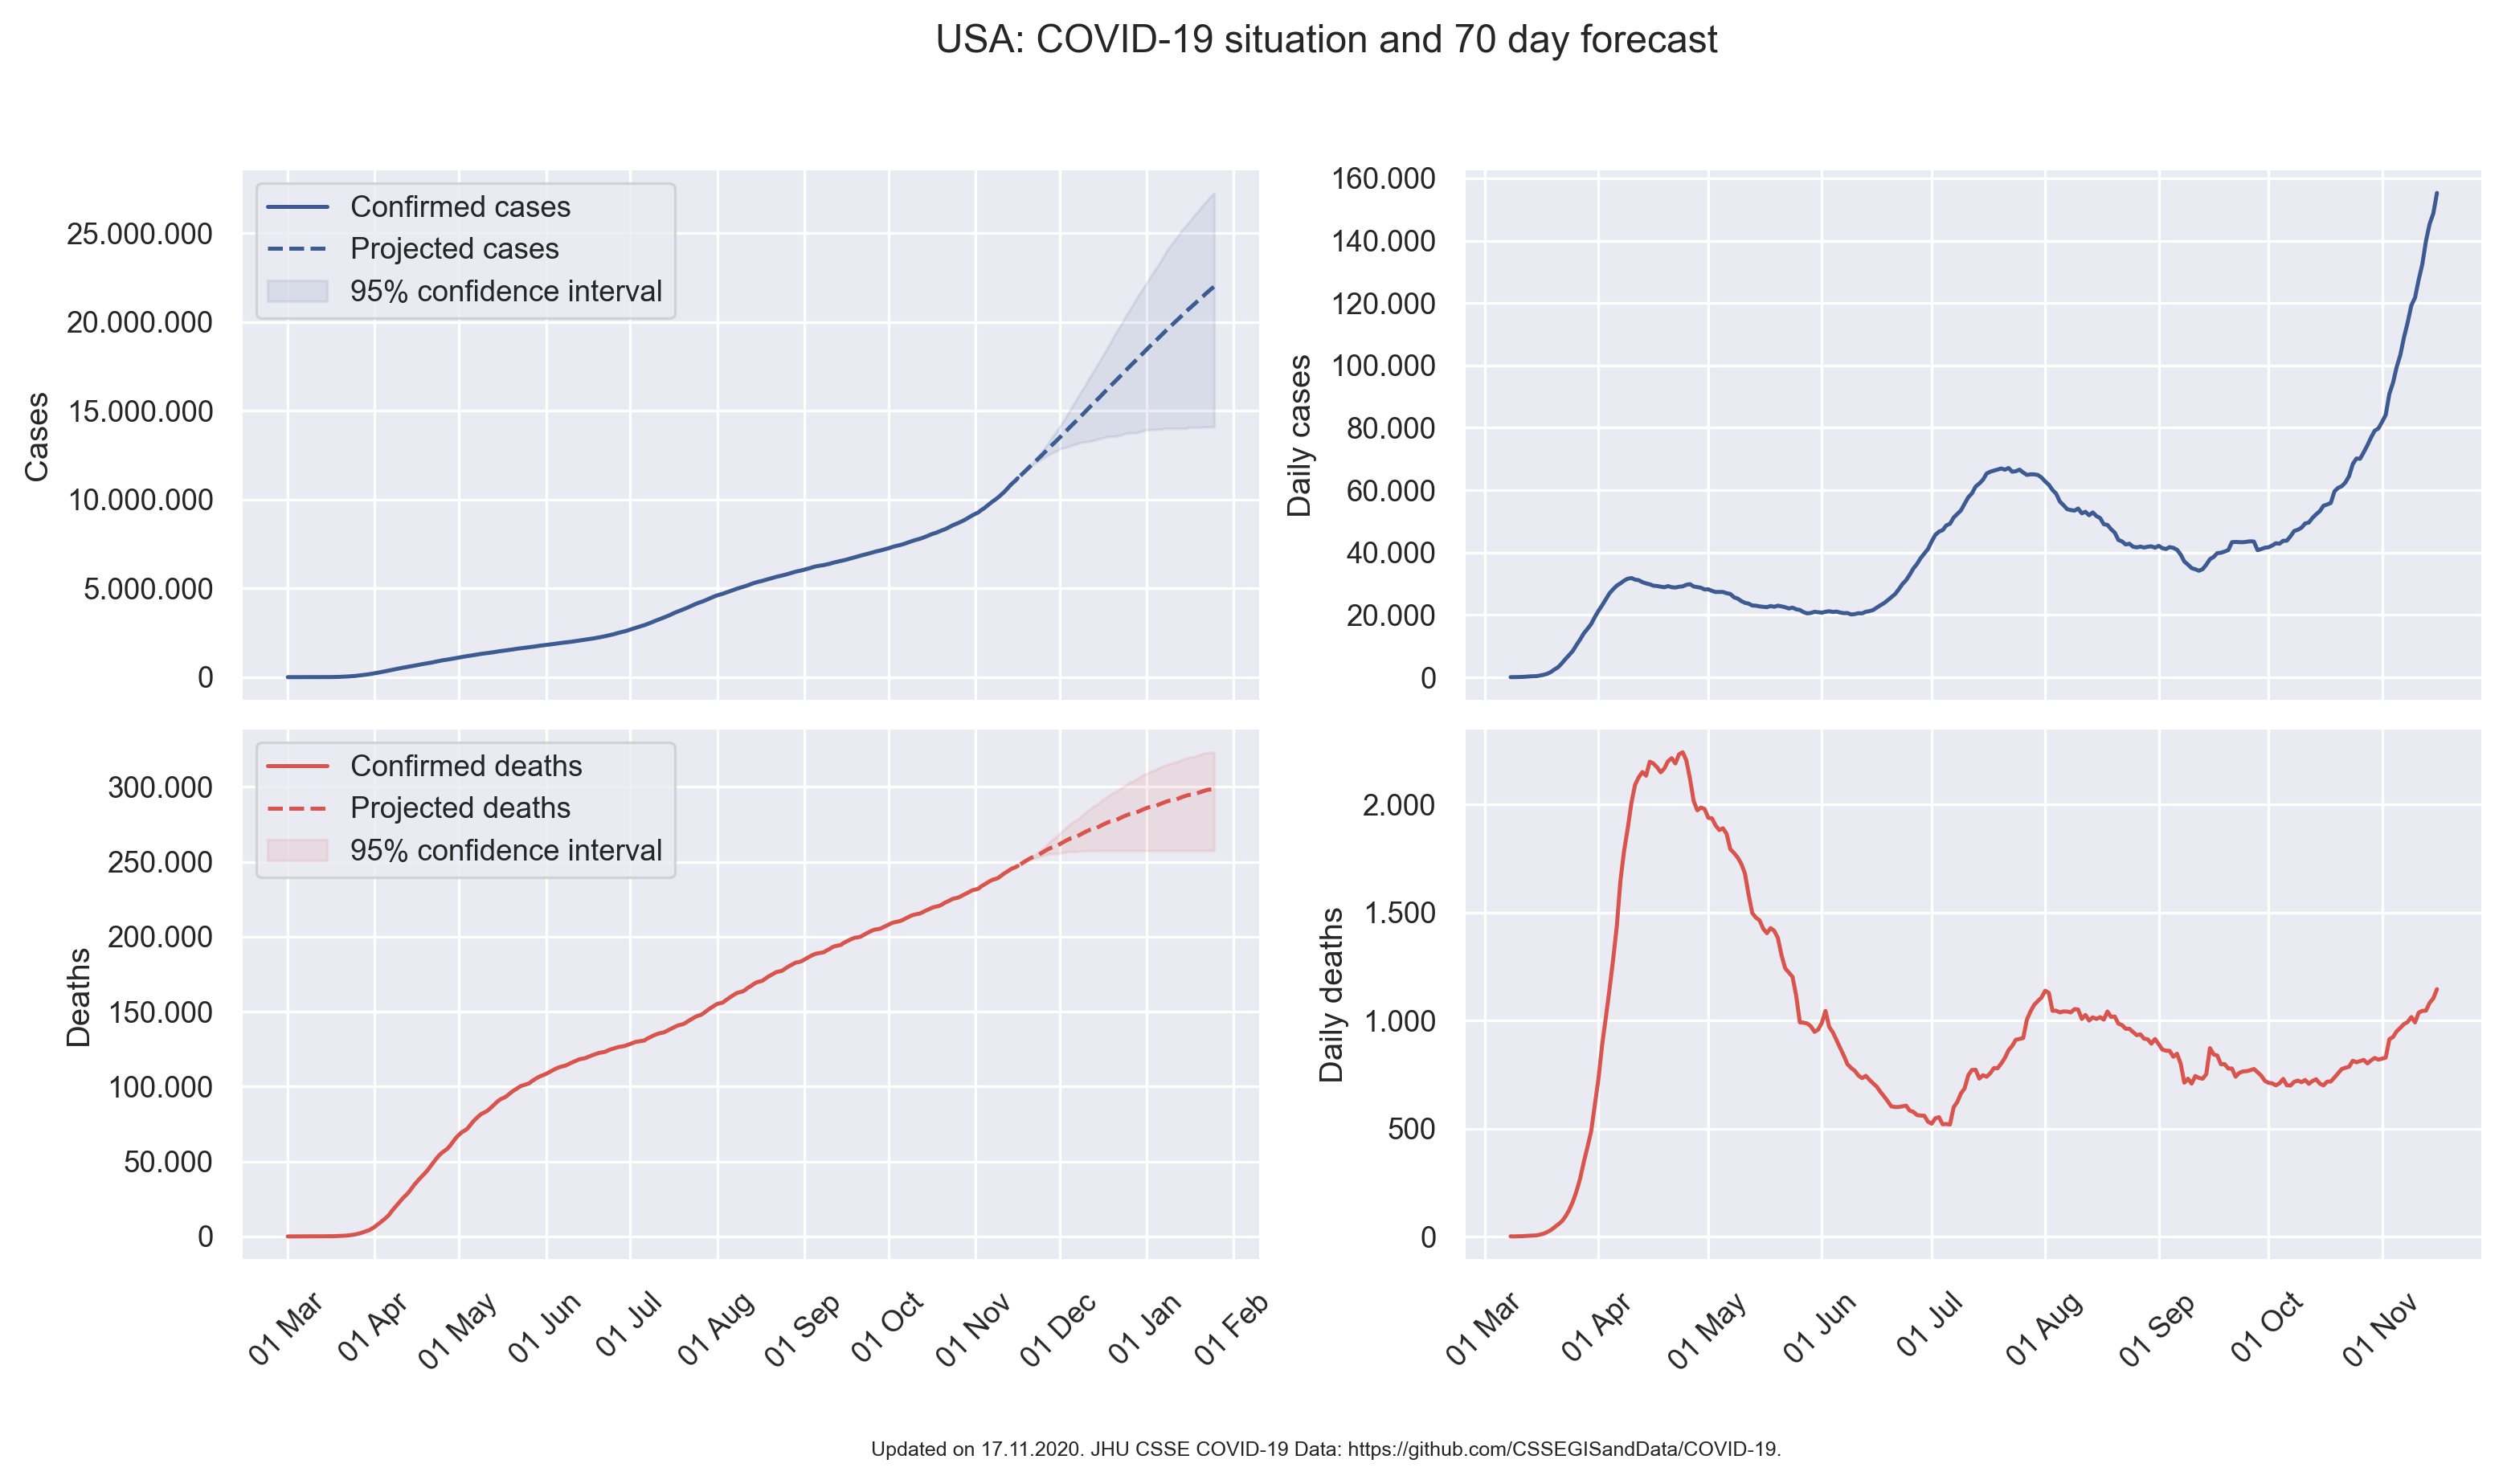 USA: COVID-19 situation and 70 day forecast
Confirmed cases
Projected cases
95% confidence interval
Cases
25.000.000
20.000.000
15.000.000
10.000.000
5.000.000
0
Daily cases
160.000
140.000
120.000
100.000
80.000
60.000
40.000
20.000
0
Confirmed deaths
Projected deaths
95% confidence interval
Deaths
300.000
250.000
200.000
150.000
100.000
50.000
0
01 Mar
01 Apr
01 May
01 Jun
01 Jul
01 Aug
01 Sep
01 Oct
01 Nov
01 Dec
01 Jan
01 Feb
Daily deaths
2.000
1.500
1.000
500
0
01 Mar
01 Apr
01 May
01 Jun
01 Jul
01 Aug
01 Sep
01 Oct
01 Nov
Updated on 17.11.2020. JHU CSSE COVID-19 Data: https://github.com/CSSEGISandData/COVID-19.